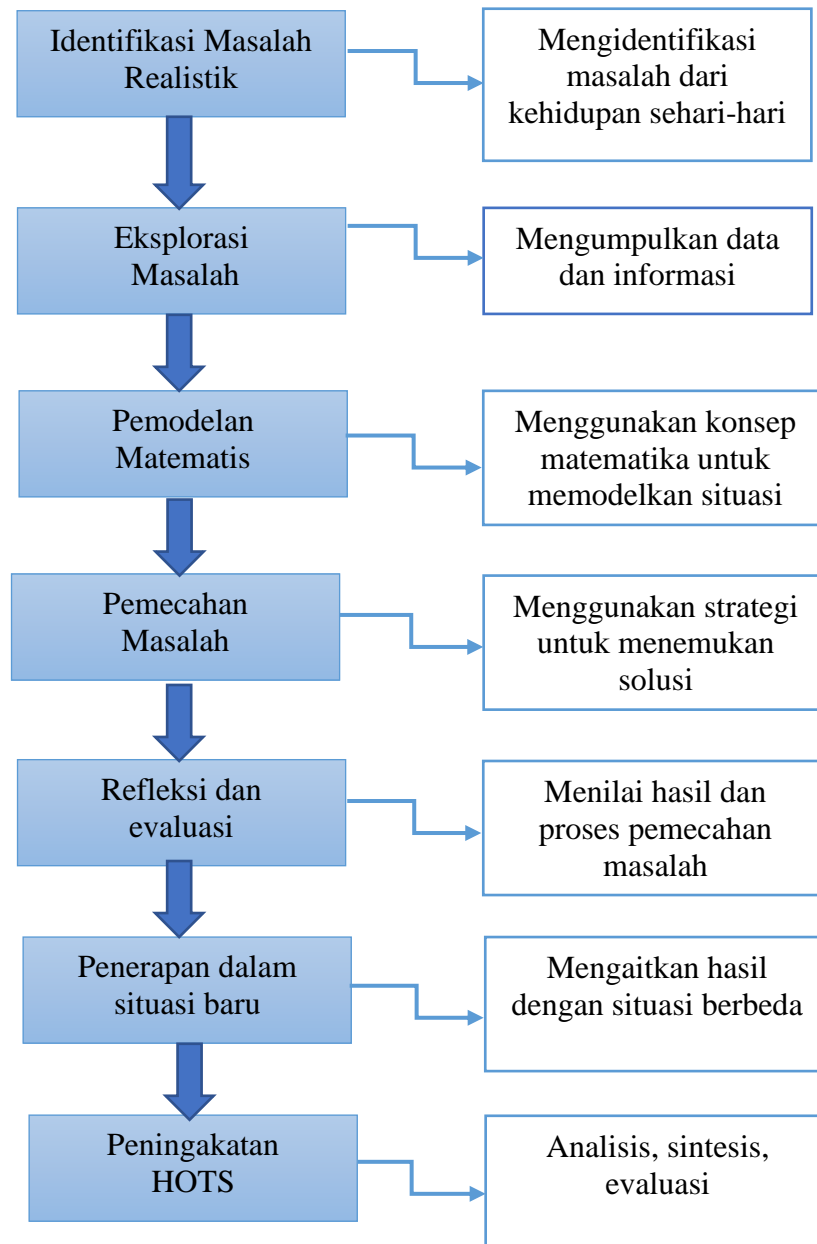 Identifikasi Masalah
Realistik
Mengidentifikasi
masalah dari
kehidupan sehari-hari
Eksplorasi
Masalah
Mengumpulkan data
dan informasi
Pemodelan
Matematis
Menggunakan konsep
matematika untuk
memodelkan situasi
Pemecahan
Masalah
Menggunakan strategi
untuk menemukan
solusi
Refleksi dan
evaluasi
Menilai hasil dan
proses pemecahan
masalah
Penerapan dalam
situasi baru
Mengaitkan hasil
dengan situasi berbeda
Peningakatan
HOTS
Analisis, sintesis,
evaluasi